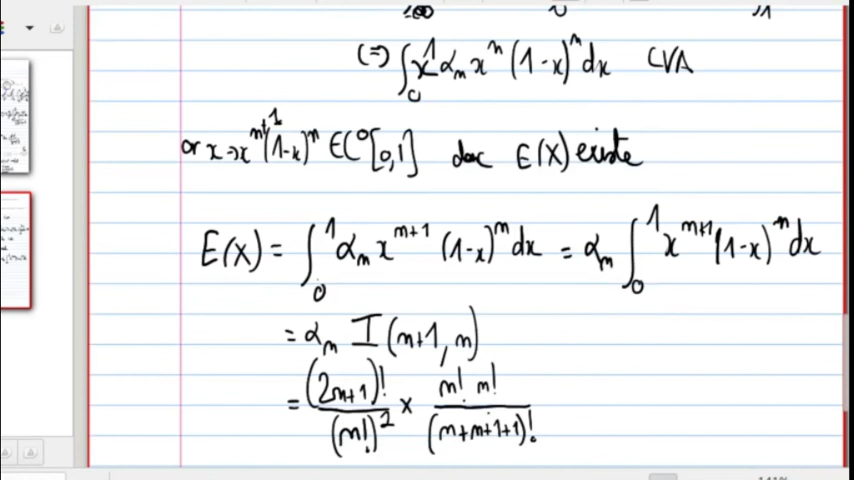 (⇒) ∫₀¹ x αₙ xⁿ (1-x)ⁿ dx CVA
or x→xⁿ⁺¹(1-x)ⁿ ∈ C⁰[0,1] donc E(X) existe
E(X) = ∫₀¹ αₙ xⁿ⁺¹ (1-x)ⁿ dx = αₙ ∫₀¹ xⁿ⁺¹ (1-x)ⁿ dx
= αₙ I(n+1, n)
= (2n+1)! / (n!)² × n! n! / (n+n+1+1)!